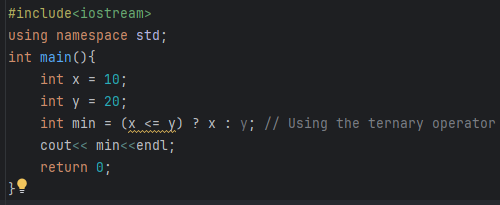 #include<iostream>
using namespace std;
int main(){
    int x = 10;
    int y = 20;
    int min = (x <= y) ? x : y; // Using the ternary operator
    cout<< min<<endl;
    return 0;
}